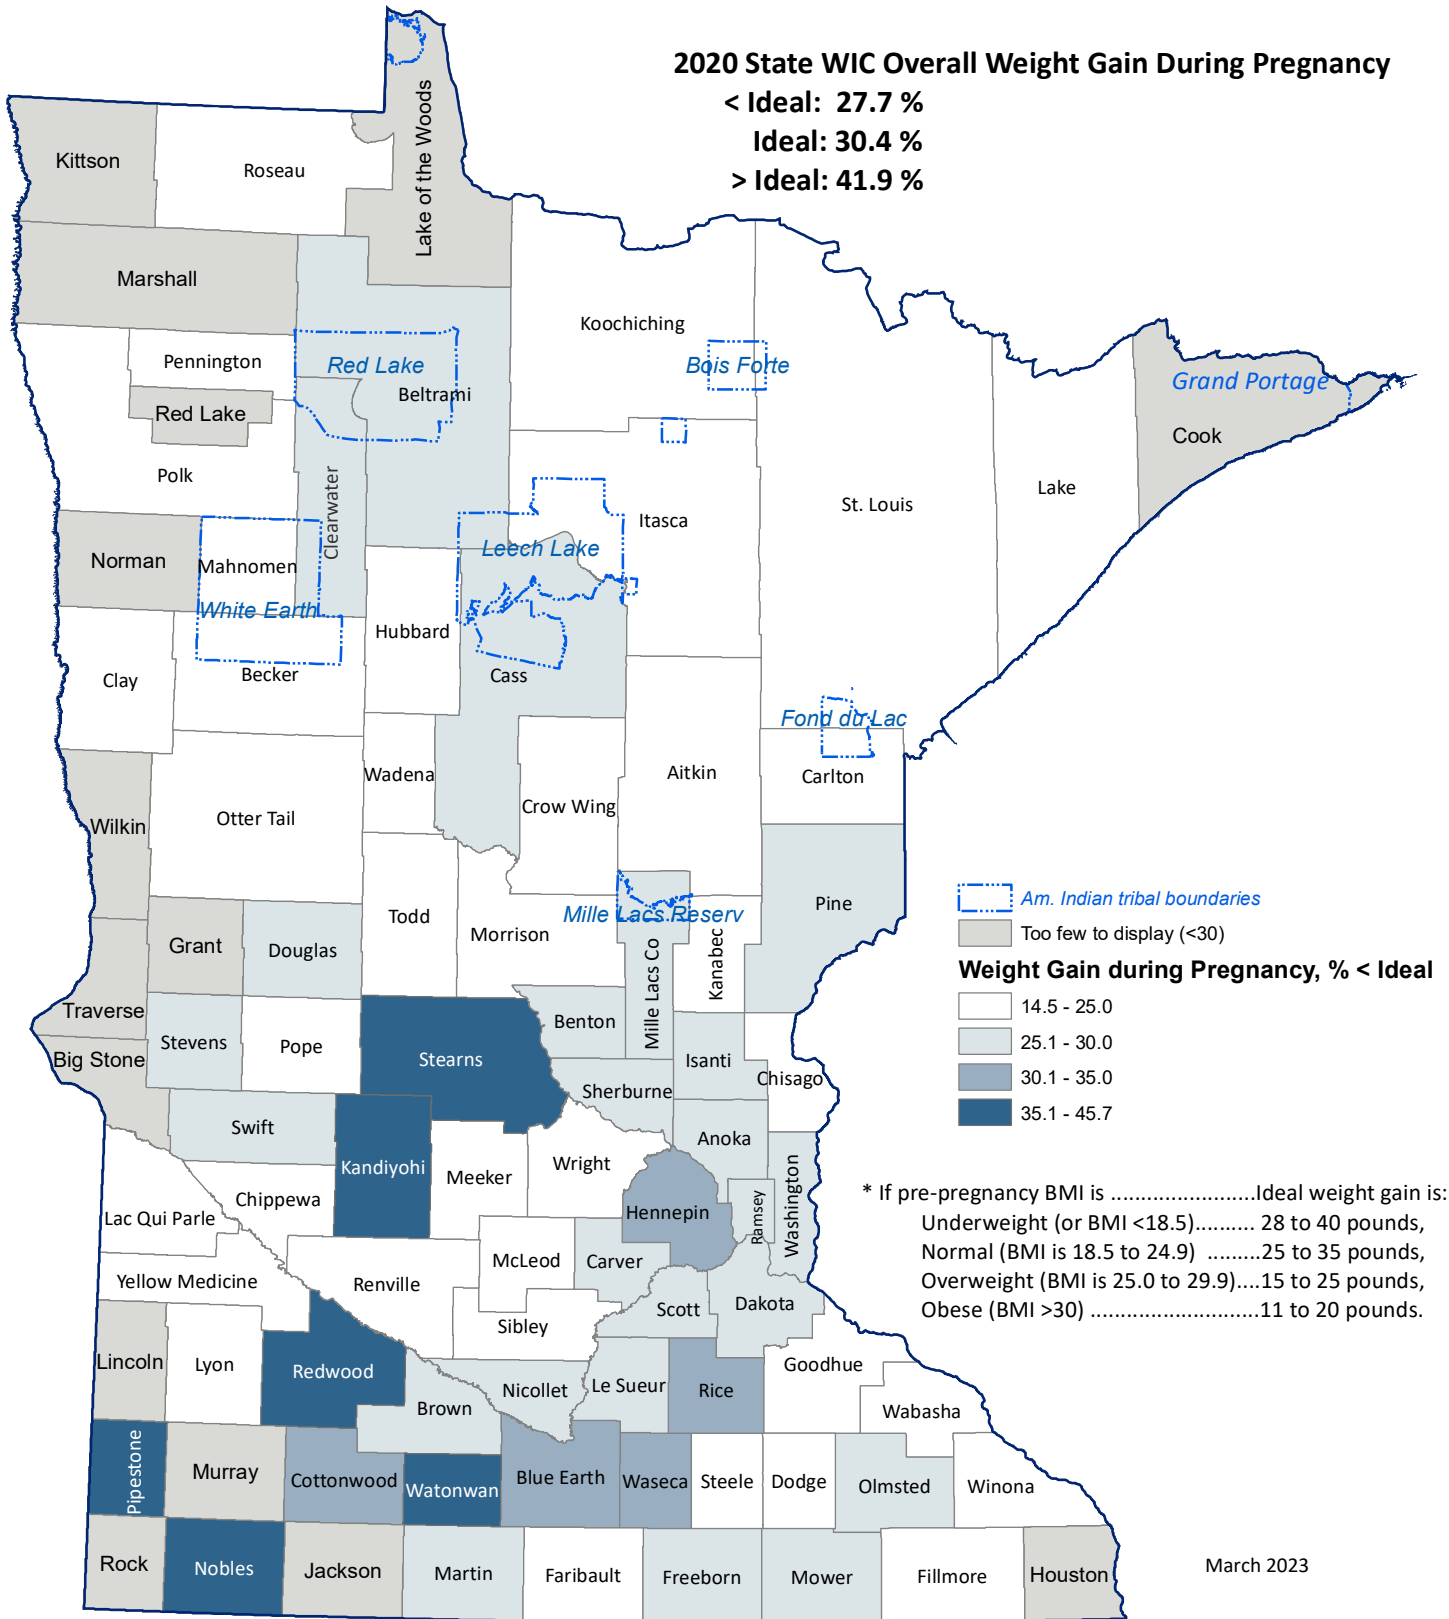 2020 State WIC Overall Weight Gain During Pregnancy
< Ideal: 27.7 %
Ideal: 30.4 %
> Ideal: 41.9 %
Kittson
Roseau
Lake of the Woods
Marshall
Koochiching
Pennington
Red Lake
Bois Forte
Beltrami
Grand Portage
Red Lake
Cook
Polk
Clearwater
Lake
St. Louis
Itasca
Leech Lake
Norman
Mahnomen
White Earth
Hubbard
Clay
Becker
Cass
Fond du Lac
Wadena
Aitkin
Carlton
Crow Wing
Otter Tail
Wilkin
Pine
Todd
Mille Lacs Reserv
Morrison
Grant
Douglas
Mille Lacs Co
Kanabec
Traverse
Benton
Stevens
Pope
Stearns
Big Stone
Isanti
Chisago
Sherburne
Swift
Anoka
Kandiyohi
Meeker
Wright
Washington
Chippewa
Lac Qui Parle
Hennepin
Ramsey
McLeod
Carver
Yellow Medicine
Renville
Scott
Dakota
Sibley
Lincoln
Lyon
Redwood
Goodhue
Nicollet
Le Sueur
Rice
Brown
Wabasha
Pipestone
Murray
Cottonwood
Watonwan
Blue Earth
Waseca
Steele
Dodge
Olmsted
Winona
Rock
Nobles
Jackson
Martin
Faribault
Freeborn
Mower
Fillmore
Houston
Am. Indian tribal boundaries
Too few to display (<30)
Weight Gain during Pregnancy, % < Ideal
14.5 - 25.0
25.1 - 30.0
30.1 - 35.0
35.1 - 45.7
* If pre-pregnancy BMI is ........................Ideal weight gain is:
Underweight (or BMI <18.5).......... 28 to 40 pounds,
Normal (BMI is 18.5 to 24.9) .........25 to 35 pounds,
Overweight (BMI is 25.0 to 29.9)....15 to 25 pounds,
Obese (BMI >30) .............................11 to 20 pounds.
March 2023